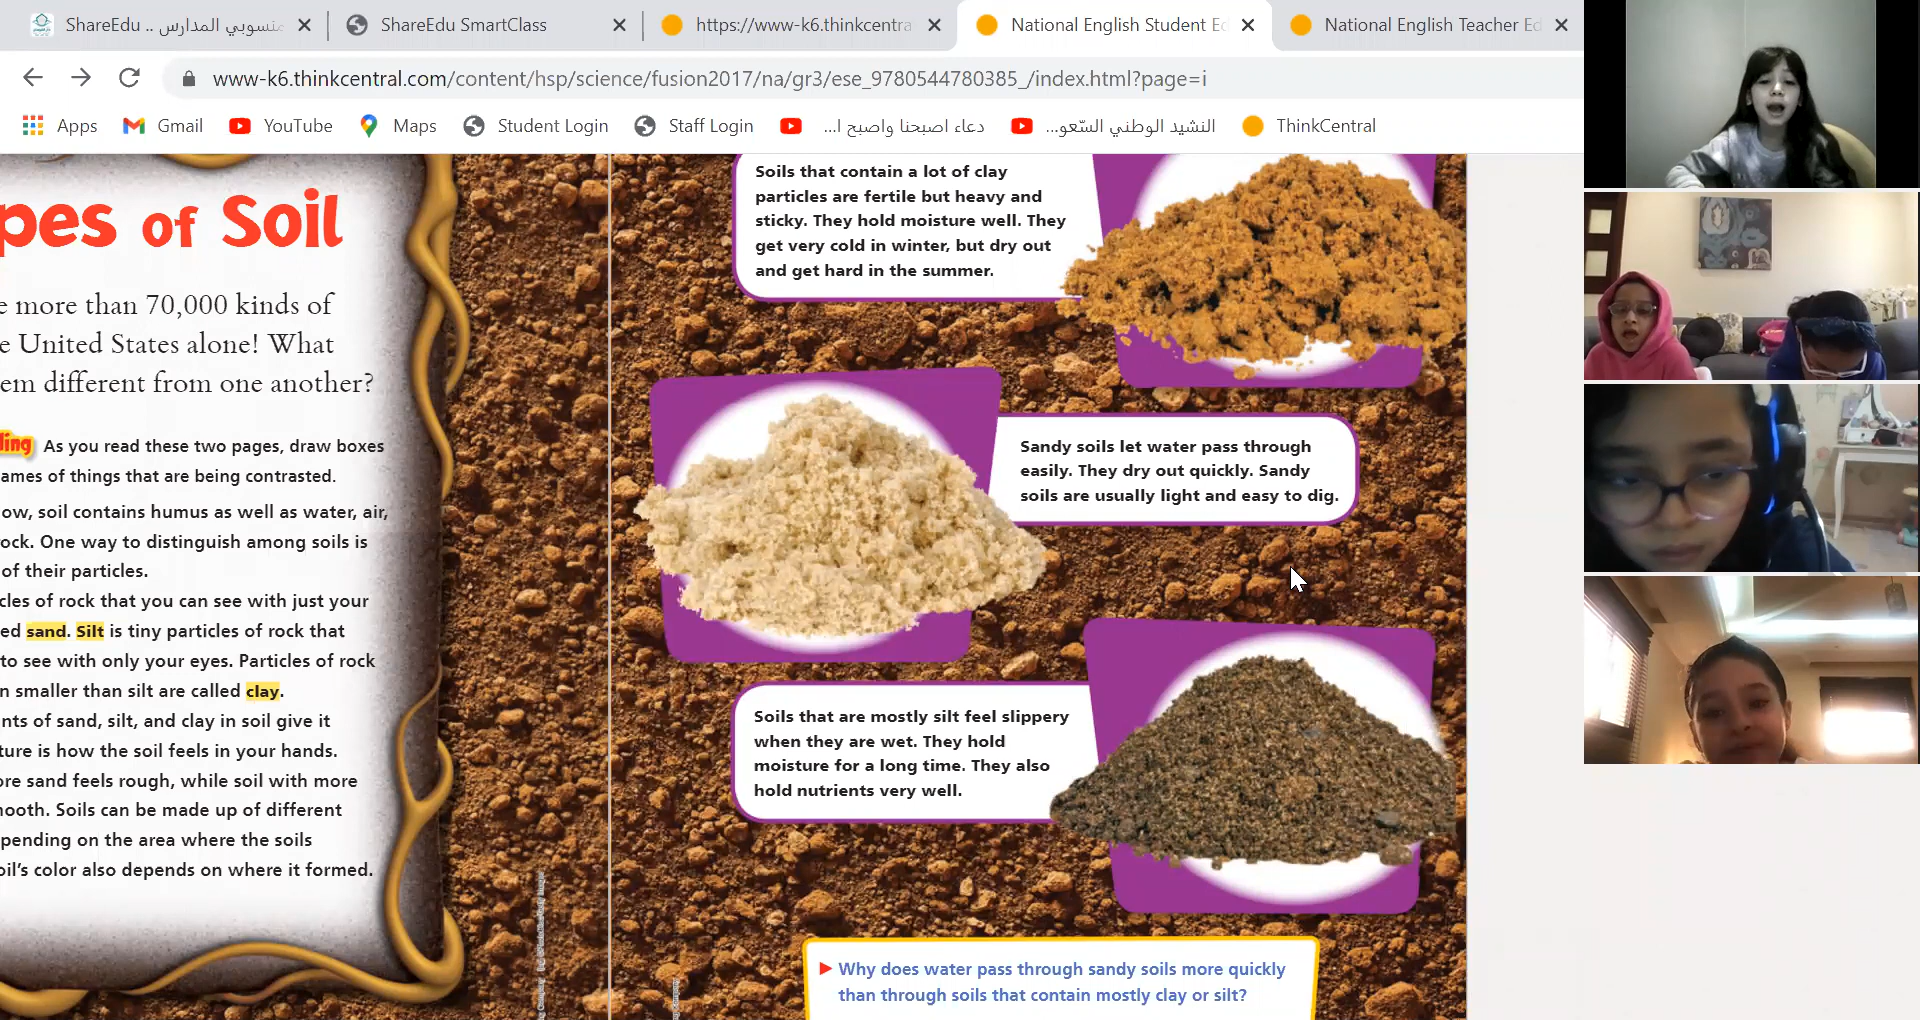 ShareEdu .. منسوبي المدارس
ShareEdu SmartClass
https://www-k6.thinkcentra
National English Student Ed
National English Teacher Ed
www-k6.thinkcentral.com/content/hsp/science/fusion2017/na/gr3/ese_9780544780385_/index.html?page=i
Apps
Gmail
YouTube
Maps
Student Login
Staff Login
دعاء اصبحنا واصبح ا...
النشيد الوطني السّعو...
ThinkCentral
pes of Soil
e more than 70,000 kinds of
e United States alone! What
em different from one another?
ding As you read these two pages, draw boxes
ames of things that are being contrasted.
ow, soil contains humus as well as water, air,
ock. One way to distinguish among soils is
of their particles.
cles of rock that you can see with just your
ed sand. Silt is tiny particles of rock that
to see with only your eyes. Particles of rock
n smaller than silt are called clay.
nts of sand, silt, and clay in soil give it
ture is how the soil feels in your hands.
ore sand feels rough, while soil with more
mooth. Soils can be made up of different
pending on the area where the soils
oil's color also depends on where it formed.
Soils that contain a lot of clay
particles are fertile but heavy and
sticky. They hold moisture well. They
get very cold in winter, but dry out
and get hard in the summer.
Sandy soils let water pass through
easily. They dry out quickly. Sandy
soils are usually light and easy to dig.
Soils that are mostly silt feel slippery
when they are wet. They hold
moisture for a long time. They also
hold nutrients very well.
Why does water pass through sandy soils more quickly
than through soils that contain mostly clay or silt?